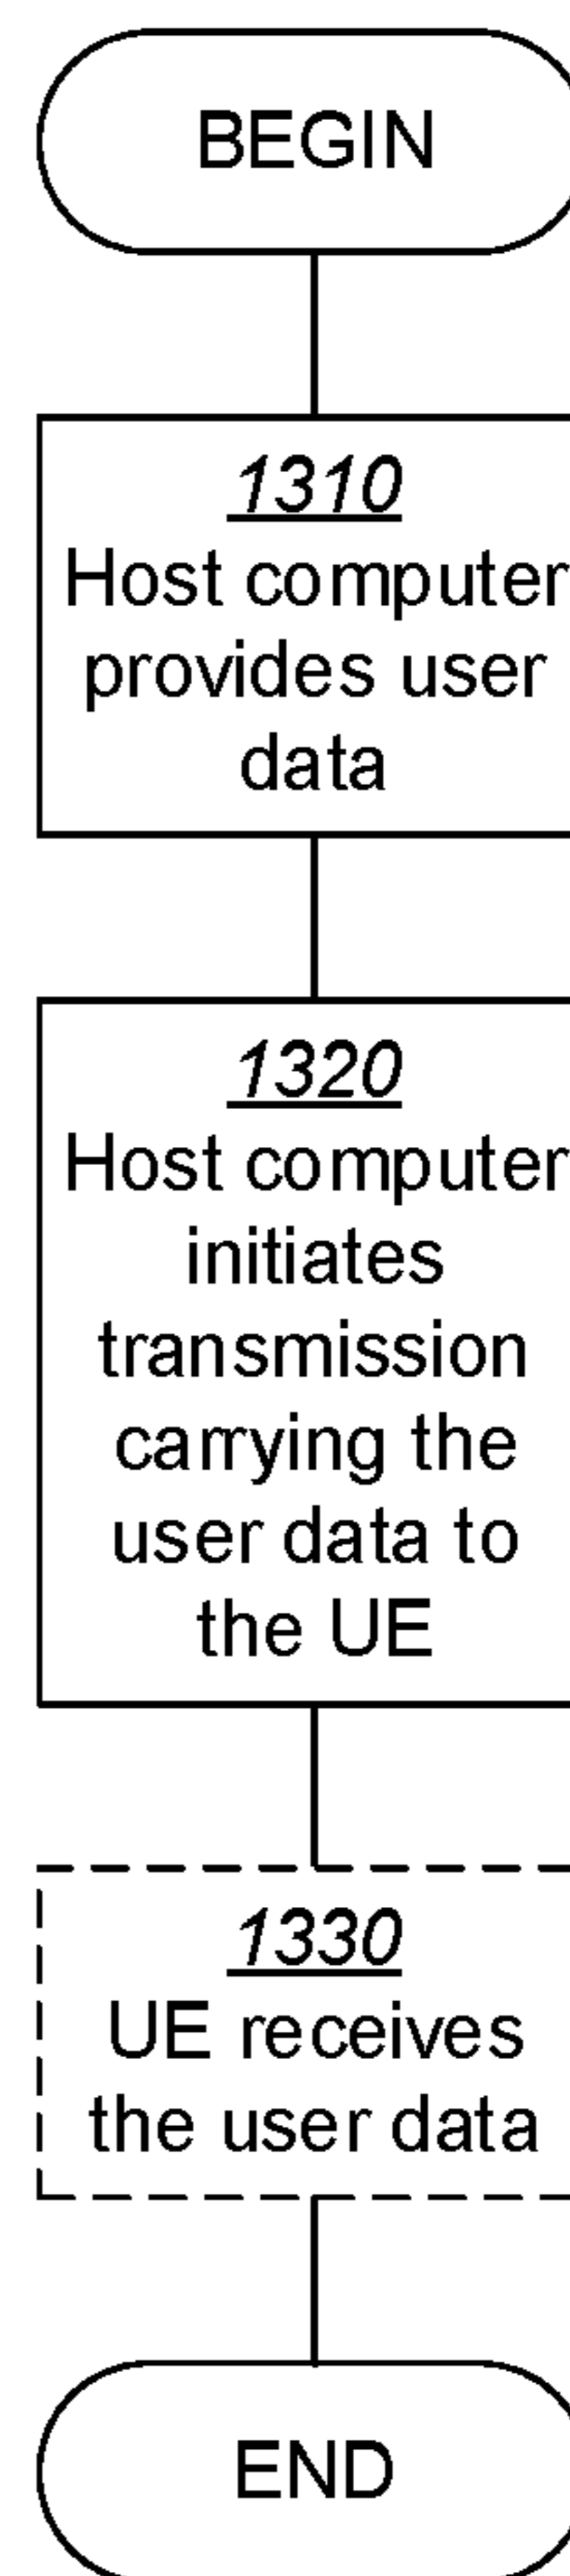 BEGIN
1310
Host computer
provides user
data
1320
Host computer
initiates
transmission
carrying the
user data to
the UE
1330
UE receives
the user data
END